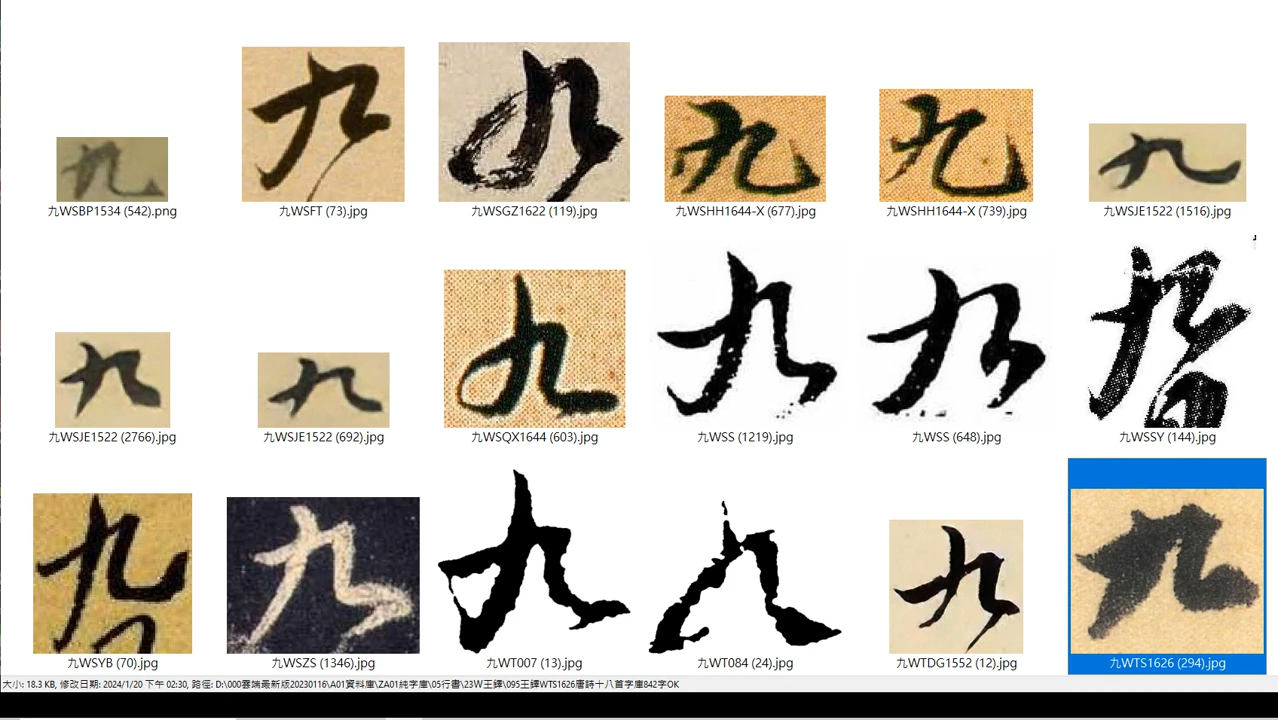 九 九 九 九 九 九
九WSBP1534 (542).png 九WSFT (73).jpg 九WSGZ1622 (119).jpg 九WSHH1644-X (677).jpg 九WSHH1644-X (739).jpg 九WSJE1522 (1516).jpg
九 九 九 九 九 九
九WSJE1522 (2766).jpg 九WSJE1522 (692).jpg 九WSQX1644 (603).jpg 九WSS (1219).jpg 九WSS (648).jpg 九WSSY (144).jpg
九 九 九 九 九 九
九WSYB (70).jpg 九WSZS (1346).jpg 九WT007 (13).jpg 九WT084 (24).jpg 九WTDG1552 (12).jpg 九WTS1626 (294).jpg
大小: 18.3 KB, 修改日期: 2024/1/20 下午 02:30, 路徑: D:\000雲端最新版20230116\A01資料庫\ZA01純字庫\05行書\23W王鐸\095王鐸WTS1626唐詩十八首字庫842字OK